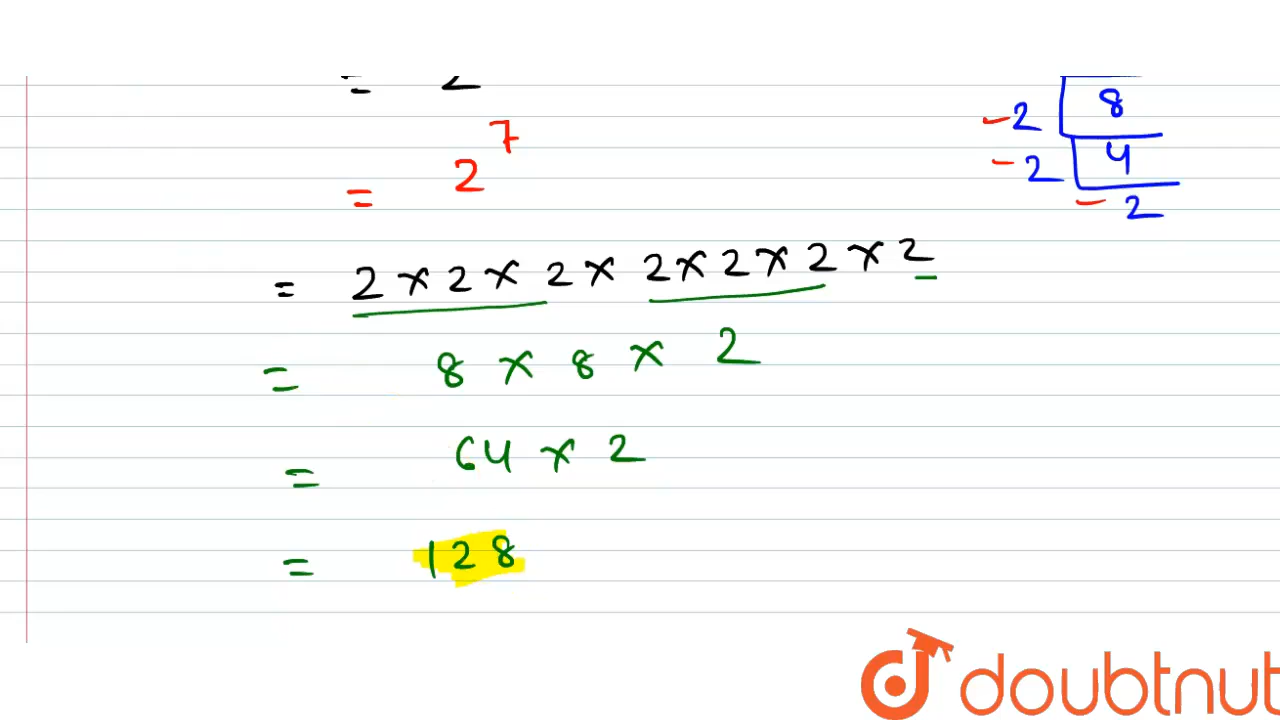 = 2
= 2^7
= 2 × 2 × 2 × 2 × 2 × 2 × 2
= 8 × 8 × 2
= 64 × 2
= 128
8
- 2 4
- 2 - 2
doubtnut